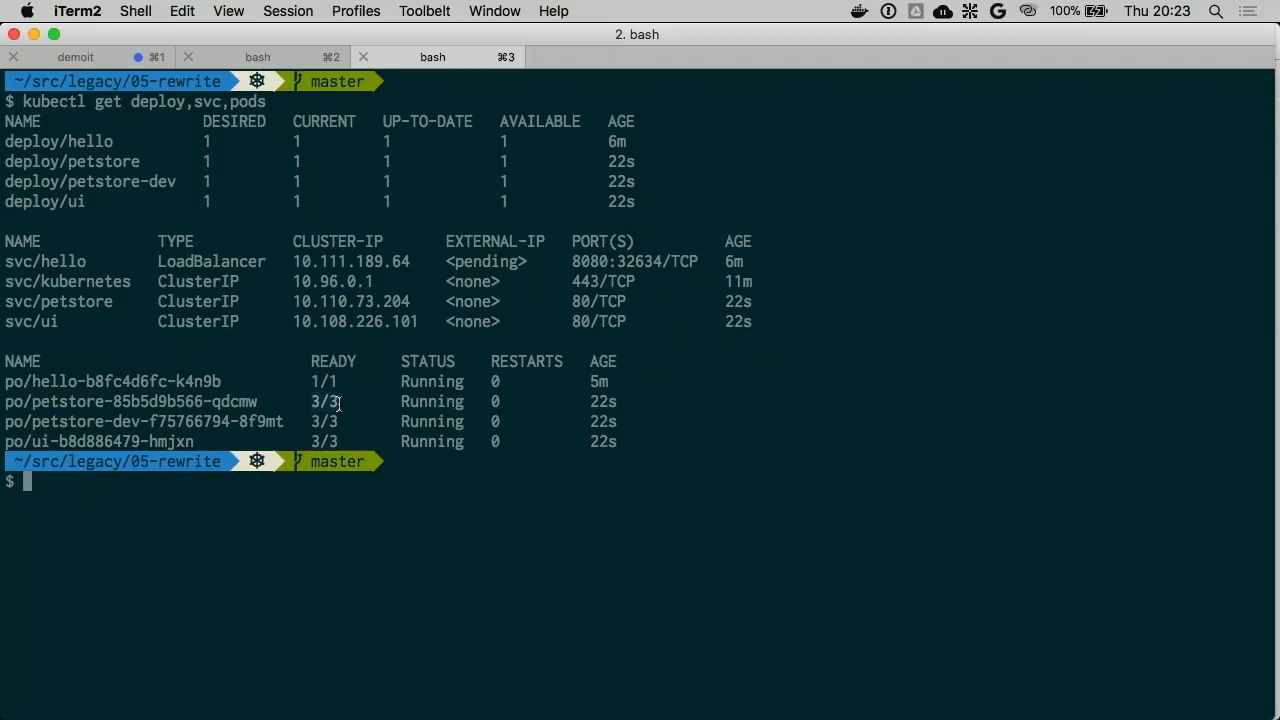 iTerm2 Shell Edit View Session Profiles Toolbelt Window Help 100% Thu 20:23
2. bash
demoit ⌘1 bash ⌘2 bash ⌘3
~/src/legacy/05-rewrite master
$ kubectl get deploy,svc,pods
NAME DESIRED CURRENT UP-TO-DATE AVAILABLE AGE
deploy/hello 1 1 1 1 6m
deploy/petstore 1 1 1 1 22s
deploy/petstore-dev 1 1 1 1 22s
deploy/ui 1 1 1 1 22s
NAME TYPE CLUSTER-IP EXTERNAL-IP PORT(S) AGE
svc/hello LoadBalancer 10.111.189.64 <pending> 8080:32634/TCP 6m
svc/kubernetes ClusterIP 10.96.0.1 <none> 443/TCP 11m
svc/petstore ClusterIP 10.110.73.204 <none> 80/TCP 22s
svc/ui ClusterIP 10.108.226.101 <none> 80/TCP 22s
NAME READY STATUS RESTARTS AGE
po/hello-b8fc4d6fc-k4n9b 1/1 Running 0 5m
po/petstore-85b5d9b566-qdcmw 3/3 Running 0 22s
po/petstore-dev-f75766794-8f9mt 3/3 Running 0 22s
po/ui-b8d886479-hmjxn 3/3 Running 0 22s
~/src/legacy/05-rewrite master
$